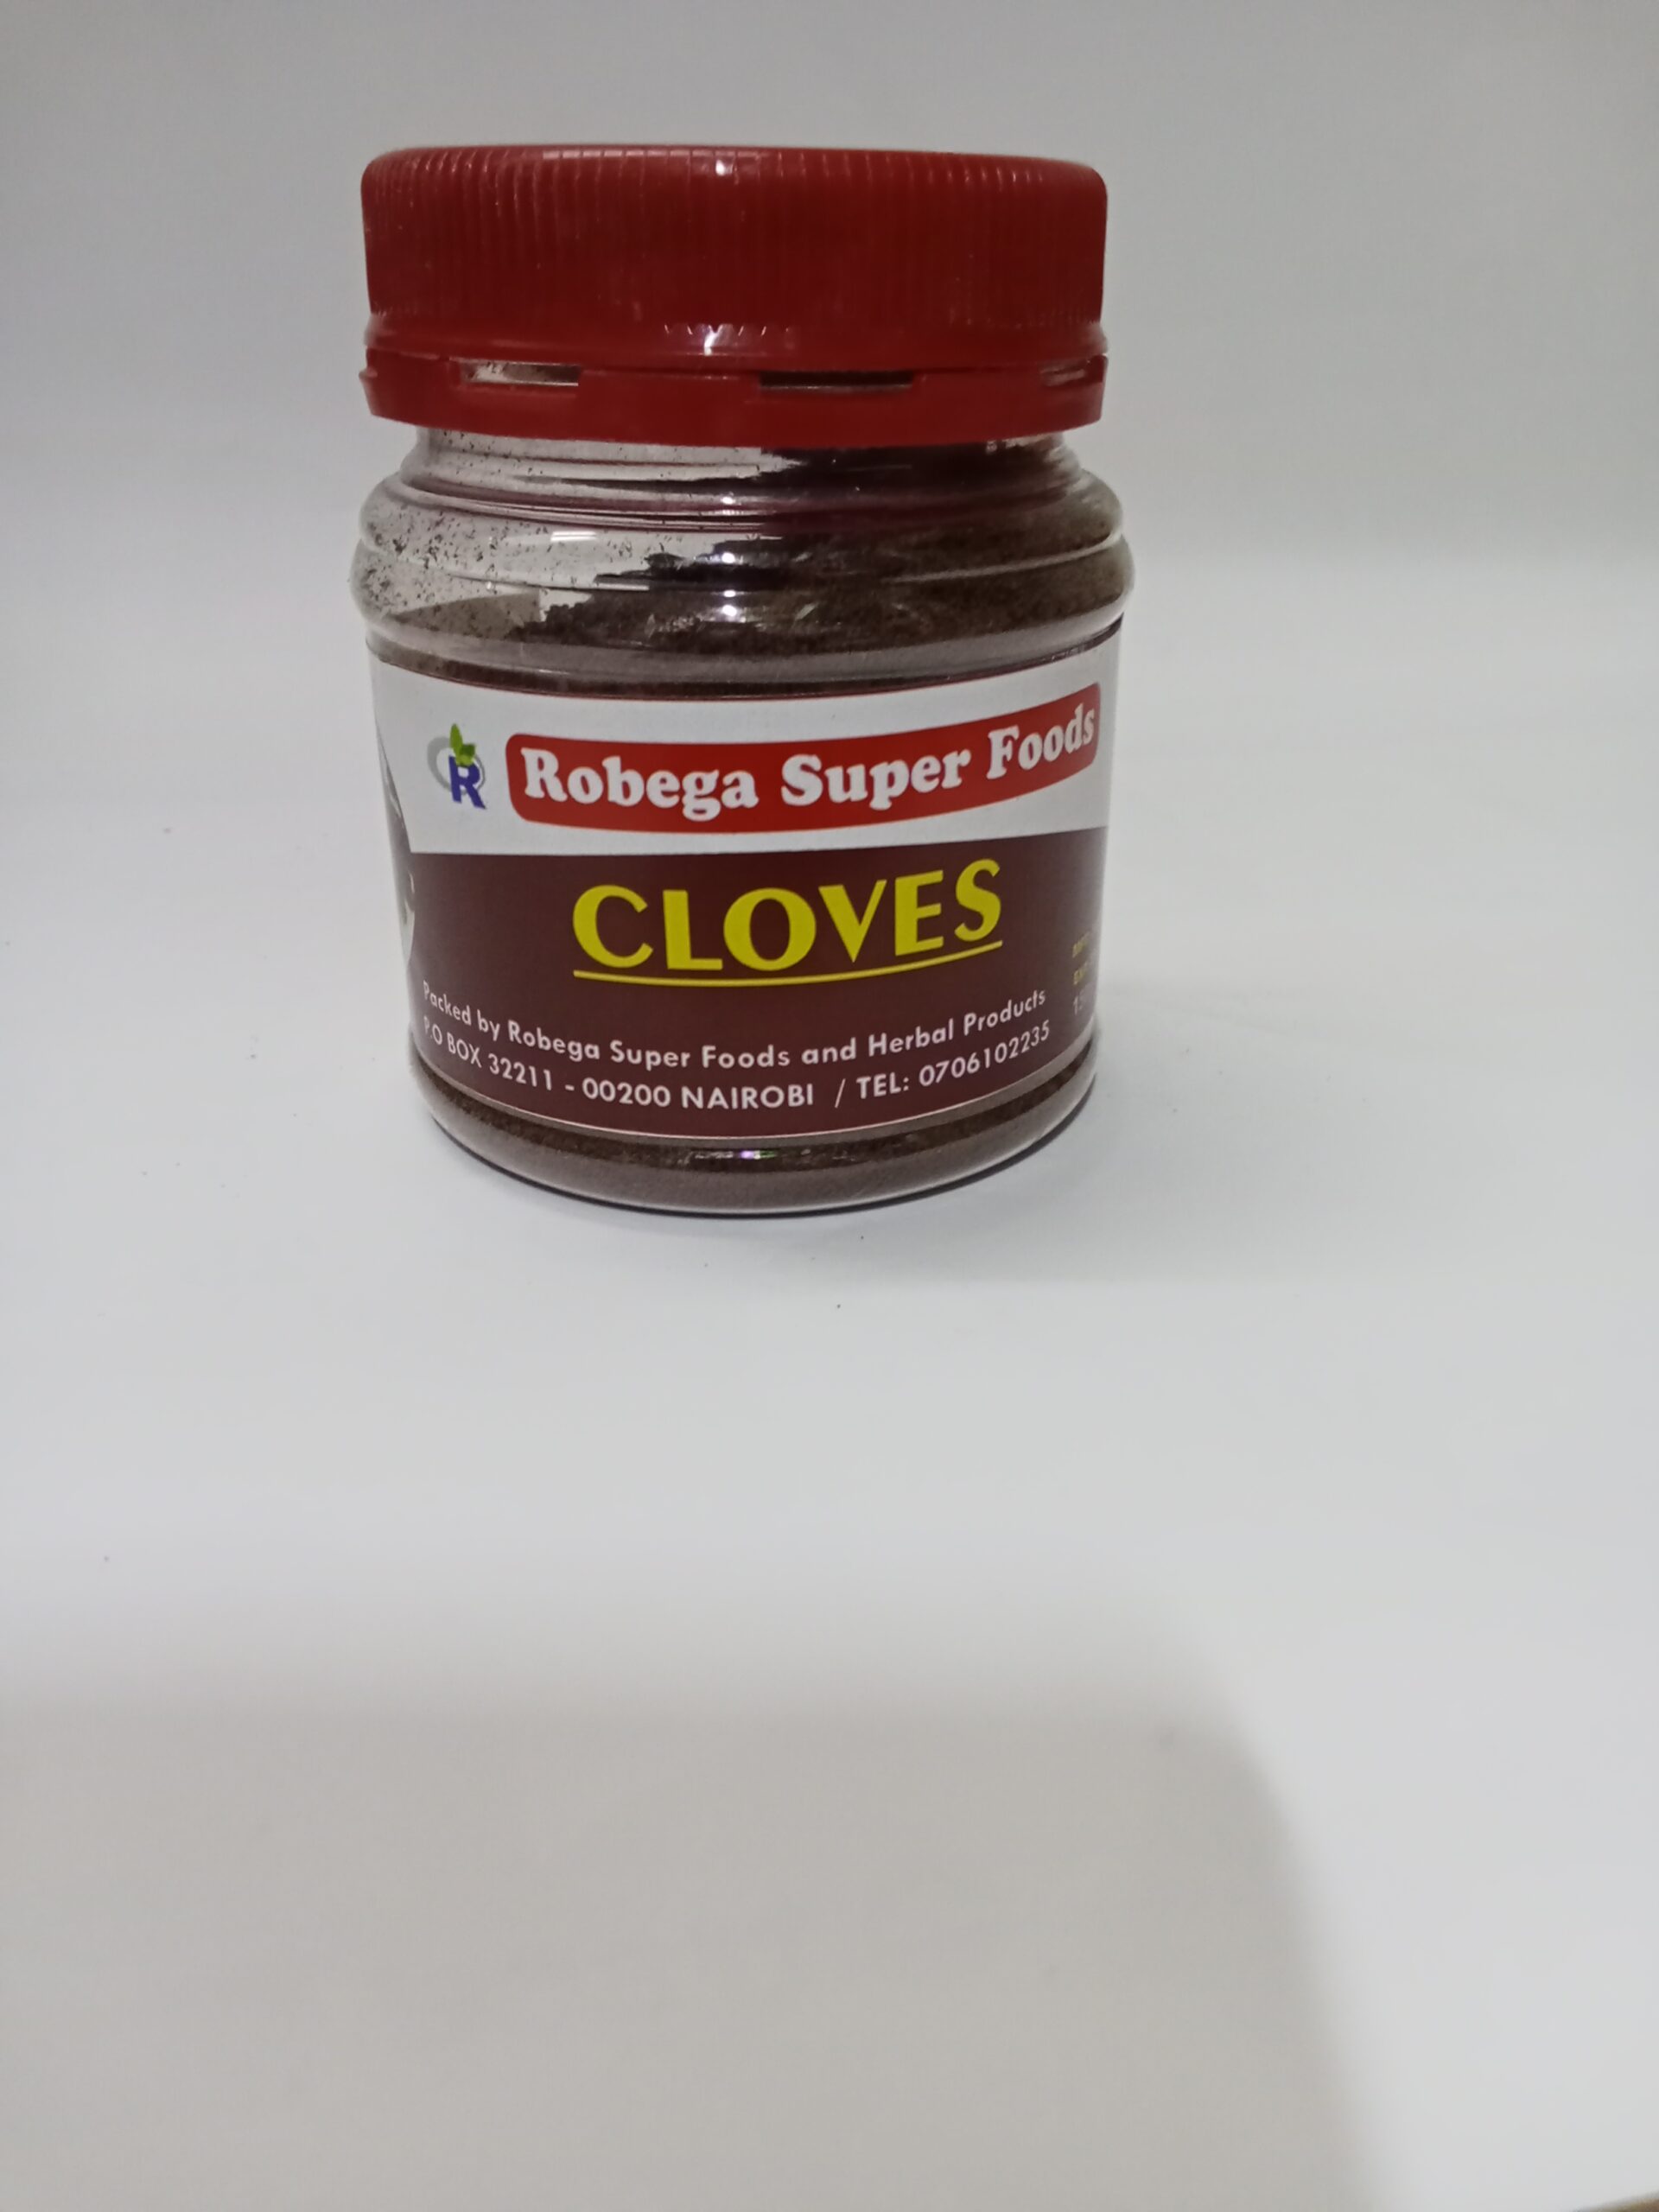 R
Robega Super Foods
CLOVES
Packed by Robega Super Foods and Herbal Products
P.O BOX 32211 - 00200 NAIROBI / TEL: 0706102235